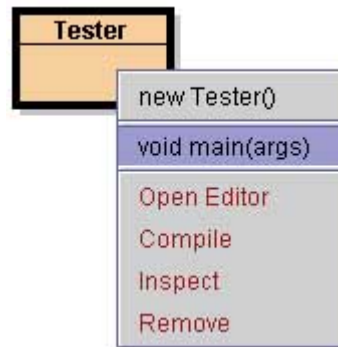 Tester
new Tester()
void main(args)
Open Editor
Compile
Inspect
Remove